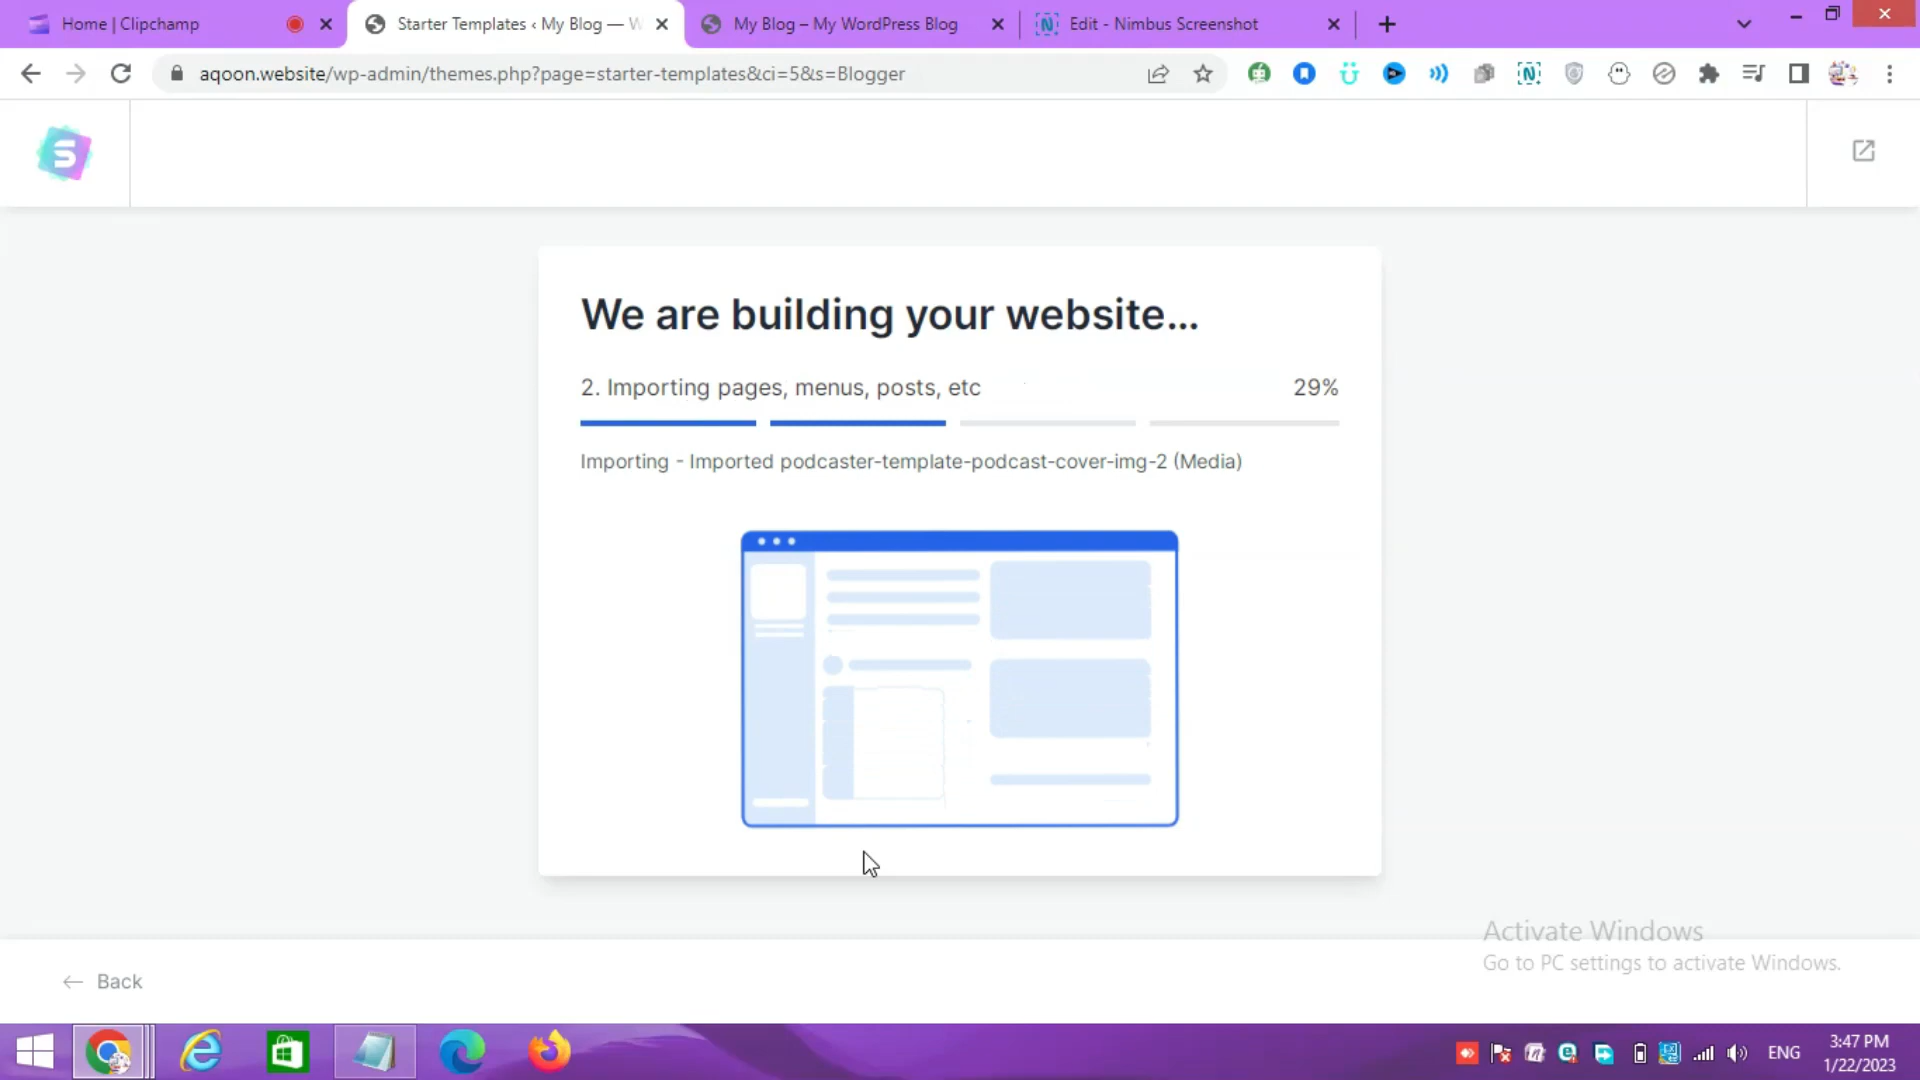 Home | Clipchamp
Starter Templates ‹ My Blog — W
My Blog – My WordPress Blog
Edit - Nimbus Screenshot
aqoon.website/wp-admin/themes.php?page=starter-templates&ci=5&s=Blogger
S
We are building your website...
2. Importing pages, menus, posts, etc
29%
Importing - Imported podcaster-template-podcast-cover-img-2 (Media)
Activate Windows
Go to PC settings to activate Windows.
Back
ENG
3:47 PM
1/22/2023